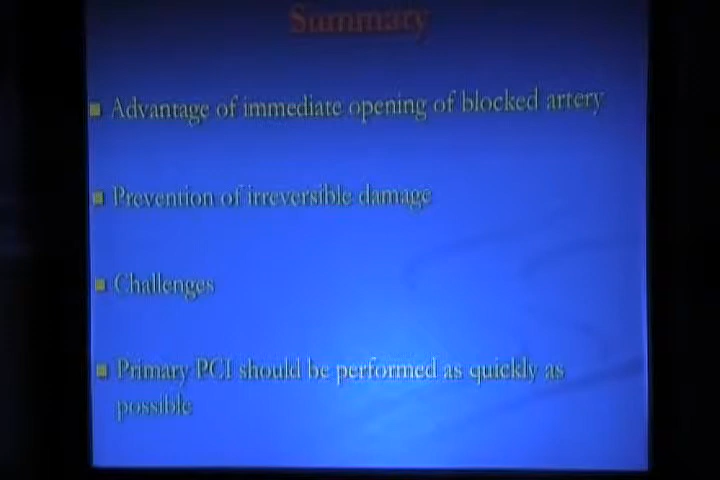 Summary
Advantage of immediate opening of blocked artery
Prevention of irreversible damage
Challenges
Primary PCI should be performed as quickly as
possible